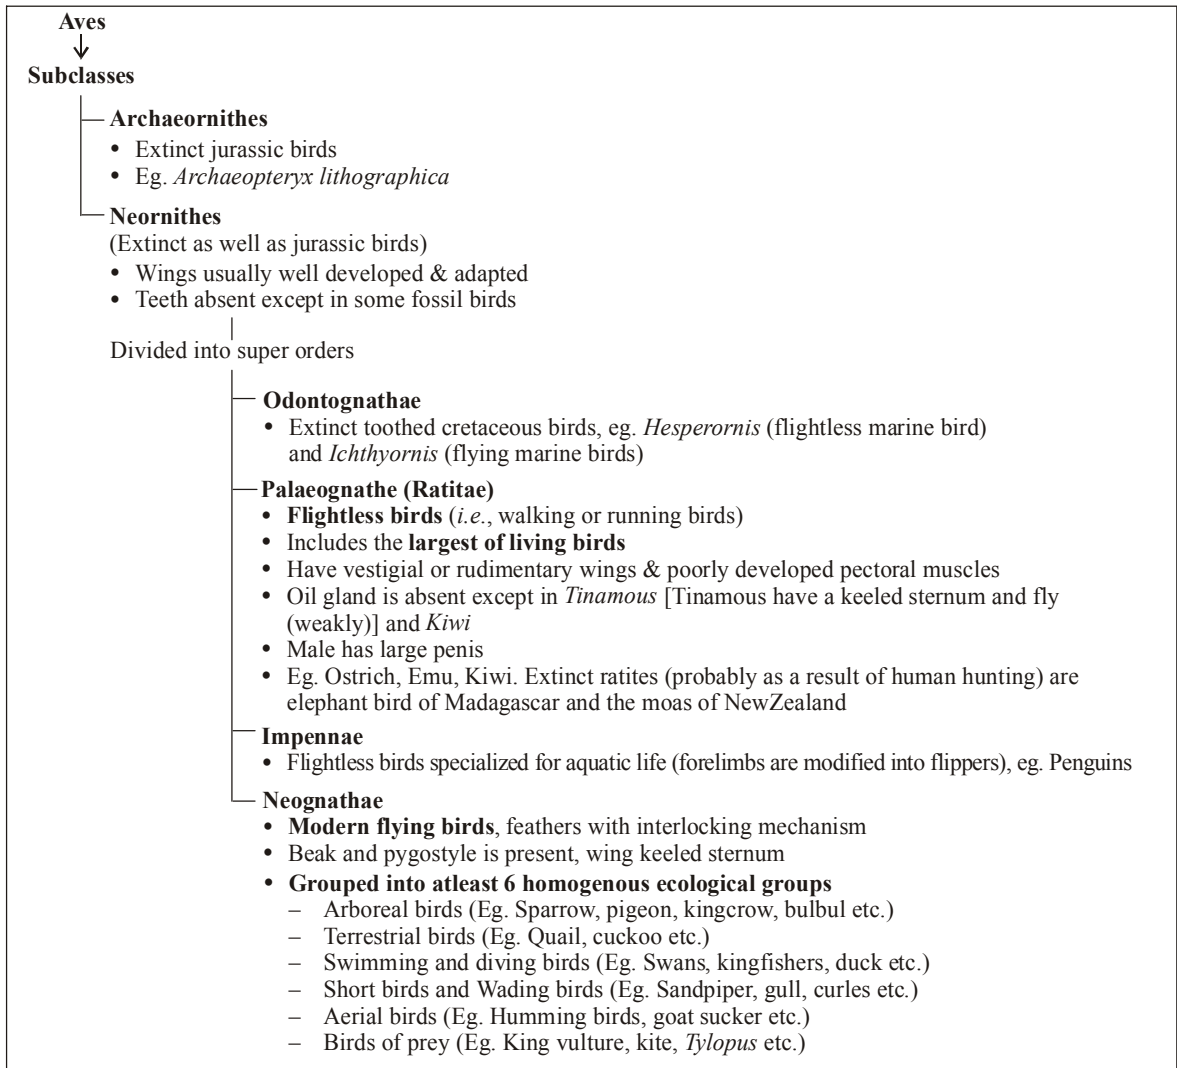 Aves
Subclasses
Archaeornithes
• Extinct jurassic birds
• Eg. Archaeopteryx lithographica
Neornithes
(Extinct as well as jurassic birds)
• Wings usually well developed & adapted
• Teeth absent except in some fossil birds
Divided into super orders
Odontognathae
• Extinct toothed cretaceous birds, eg. Hesperornis (flightless marine bird)
and Ichthyornis (flying marine birds)
Palaeognathe (Ratitae)
• Flightless birds (i.e., walking or running birds)
• Includes the largest of living birds
• Have vestigial or rudimentary wings & poorly developed pectoral muscles
• Oil gland is absent except in Tinamous [Tinamous have a keeled sternum and fly
(weakly)] and Kiwi
• Male has large penis
• Eg. Ostrich, Emu, Kiwi. Extinct ratites (probably as a result of human hunting) are
elephant bird of Madagascar and the moas of NewZealand
Impennae
• Flightless birds specialized for aquatic life (forelimbs are modified into flippers), eg. Penguins
Neognathae
• Modern flying birds, feathers with interlocking mechanism
• Beak and pygostyle is present, wing keeled sternum
• Grouped into atleast 6 homogenous ecological groups
– Arboreal birds (Eg. Sparrow, pigeon, kingcrow, bulbul etc.)
– Terrestrial birds (Eg. Quail, cuckoo etc.)
– Swimming and diving birds (Eg. Swans, kingfishers, duck etc.)
– Short birds and Wading birds (Eg. Sandpiper, gull, curles etc.)
– Aerial birds (Eg. Humming birds, goat sucker etc.)
– Birds of prey (Eg. King vulture, kite, Tylopus etc.)